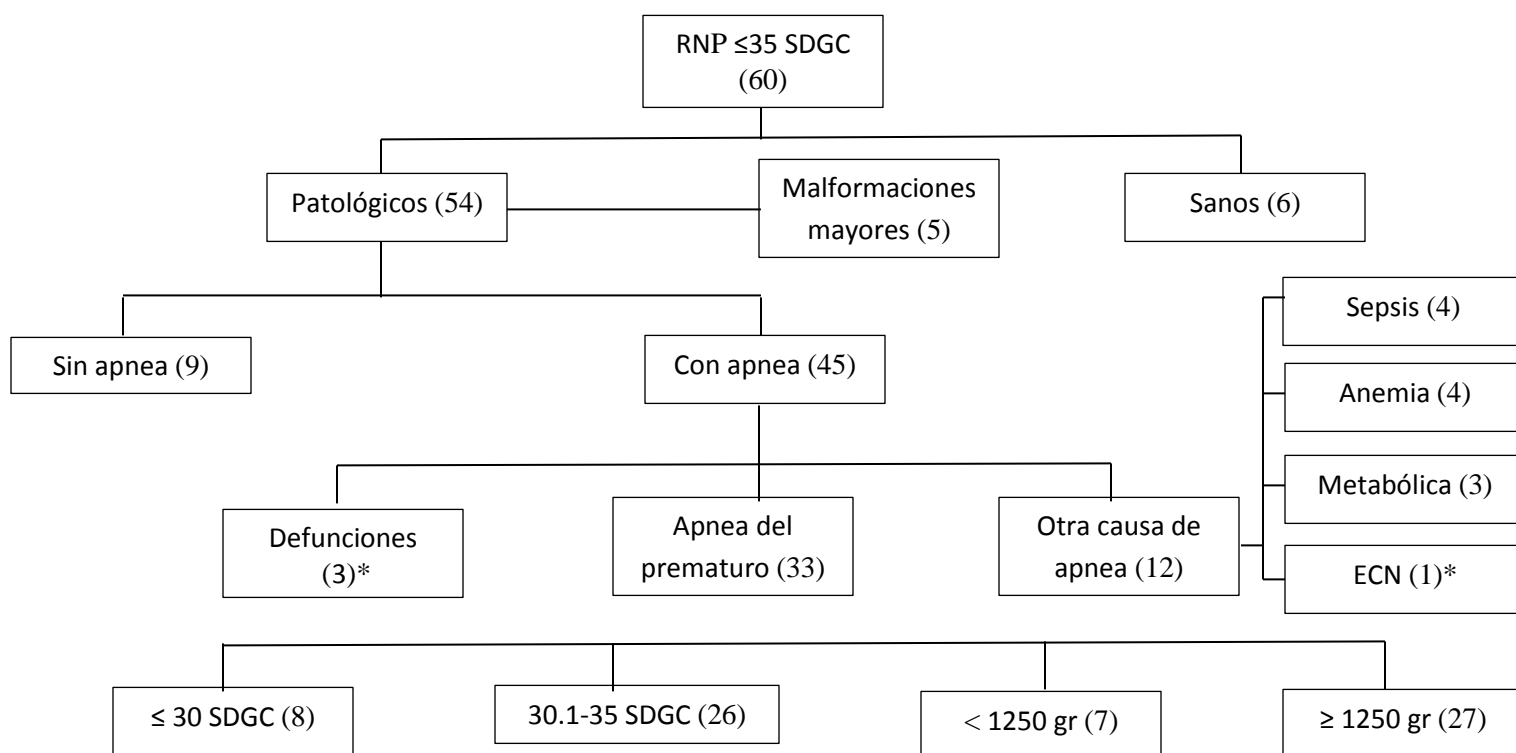 RNP ≤35 SDGC
(60)
Patológicos (54)
Malformaciones
mayores (5)
Sanos (6)
Sin apnea (9)
Con apnea (45)
Sepsis (4)
Anemia (4)
Metabólica (3)
ECN (1)*
Defunciones
(3)*
Apnea del
prematuro (33)
Otra causa de
apnea (12)
≤ 30 SDGC (8)
30.1-35 SDGC (26)
< 1250 gr (7)
≥ 1250 gr (27)